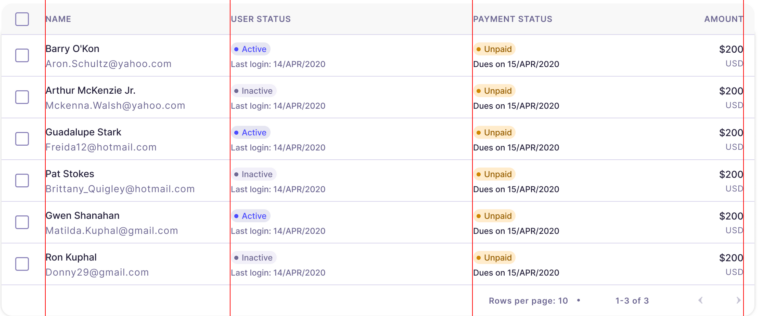 NAME USER STATUS PAYMENT STATUS AMOUNT
Barry O'Kon Active Unpaid $200
Aron.Schultz@yahoo.com Last login: 14/APR/2020 Dues on 15/APR/2020 USD
Arthur McKenzie Jr. Inactive Unpaid $200
Mckenna.Walsh@yahoo.com Last login: 14/APR/2020 Dues on 15/APR/2020 USD
Guadalupe Stark Active Unpaid $200
Freida12@hotmail.com Last login: 14/APR/2020 Dues on 15/APR/2020 USD
Pat Stokes Inactive Unpaid $200
Brittany_Quigley@hotmail.com Last login: 14/APR/2020 Dues on 15/APR/2020 USD
Gwen Shanahan Active Unpaid $200
Matilda.Kuphal@gmail.com Last login: 14/APR/2020 Dues on 15/APR/2020 USD
Ron Kuphal Inactive Unpaid $200
Donny29@gmail.com Last login: 14/APR/2020 Dues on 15/APR/2020 USD
Rows per page: 10 1-3 of 3